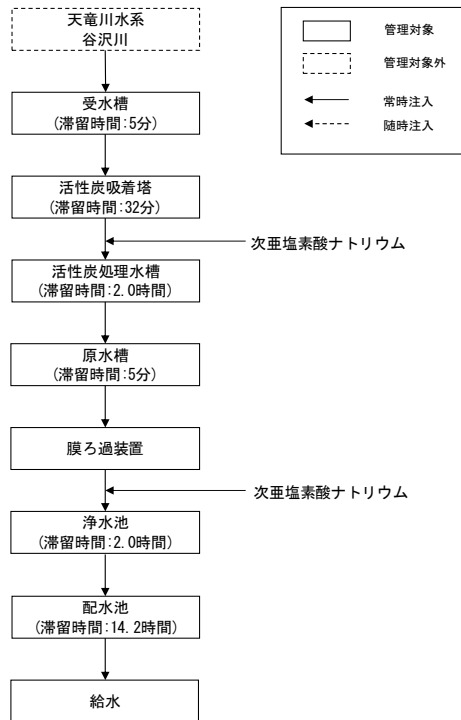 天竜川水系
谷沢川
管理対象
管理対象外
常時注入
随時注入
受水槽
(滞留時間:5分)
活性炭吸着塔
(滞留時間:32分)
次亜塩素酸ナトリウム
活性炭処理水槽
(滞留時間:2.0時間)
原水槽
(滞留時間:5分)
膜ろ過装置
次亜塩素酸ナトリウム
浄水池
(滞留時間:2.0時間)
配水池
(滞留時間:14.2時間)
給水